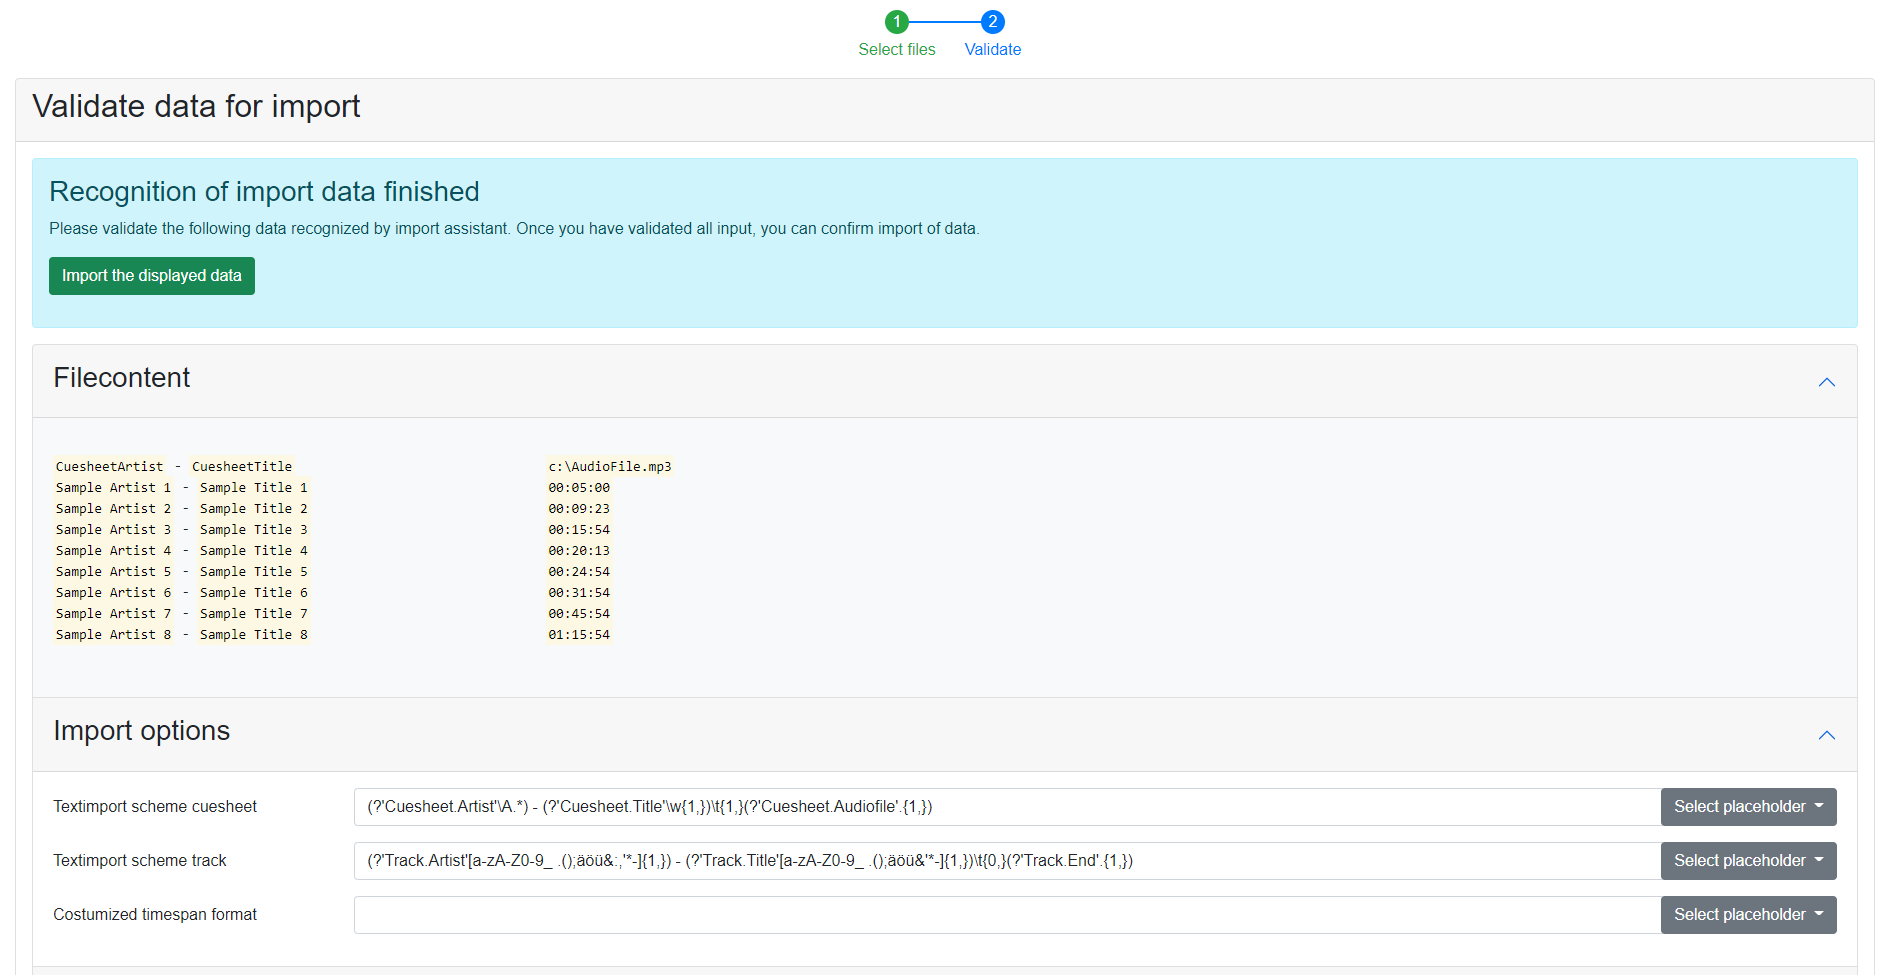 1 2
Select files Validate
Validate data for import
Recognition of import data finished
Please validate the following data recognized by import assistant. Once you have validated all input, you can confirm import of data.
Import the displayed data
Filecontent
CuesheetArtist - CuesheetTitle c:\AudioFile.mp3
Sample Artist 1 - Sample Title 1 00:05:00
Sample Artist 2 - Sample Title 2 00:09:23
Sample Artist 3 - Sample Title 3 00:15:54
Sample Artist 4 - Sample Title 4 00:20:13
Sample Artist 5 - Sample Title 5 00:24:54
Sample Artist 6 - Sample Title 6 00:31:54
Sample Artist 7 - Sample Title 7 00:45:54
Sample Artist 8 - Sample Title 8 01:15:54
Import options
Textimport scheme cuesheet (?'Cuesheet.Artist'\A.*) - (?'Cuesheet.Title'\w{1,})\t{1,}(?'Cuesheet.Audiofile'.{1,}) Select placeholder
Textimport scheme track (?'Track.Artist'[a-zA-Z0-9_ .();äöü&:,'*-]{1,}) - (?'Track.Title'[a-zA-Z0-9_ .();äöü&'*-]{1,})\t{0,}(?'Track.End'.{1,}) Select placeholder
Costumized timespan format Select placeholder